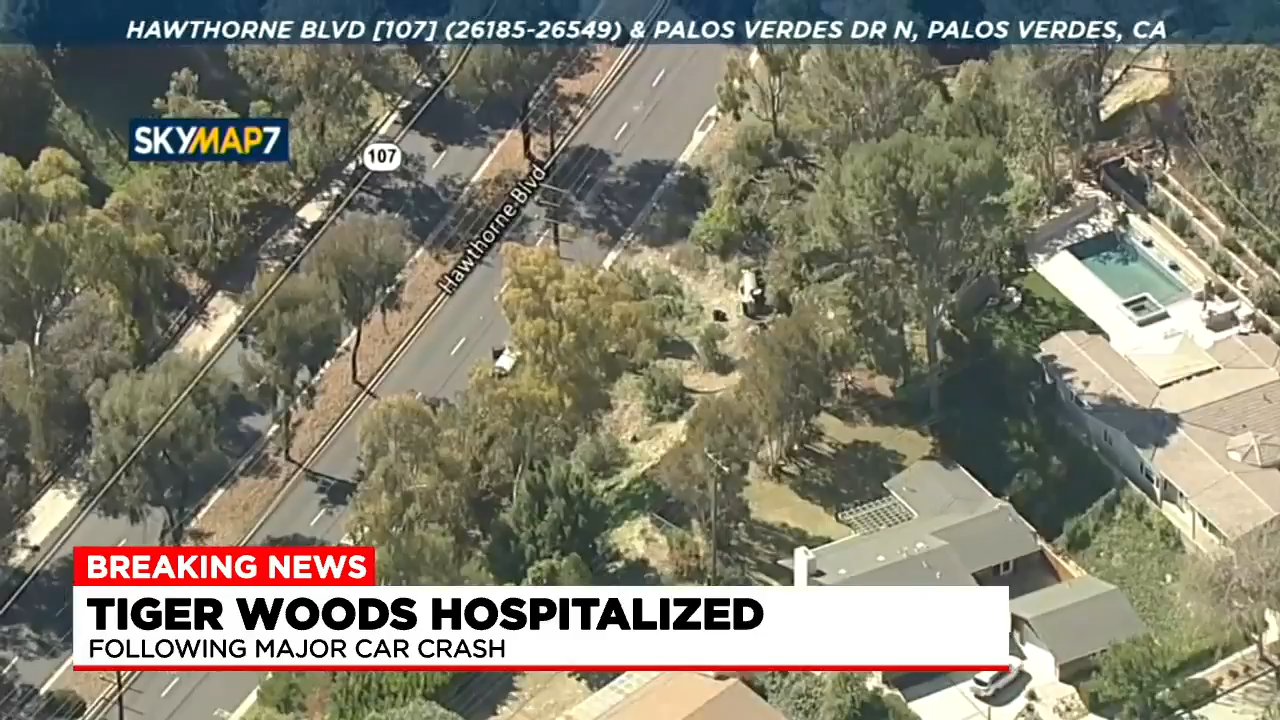 HAWTHORNE BLVD [107] (26185-26549) & PALOS VERDES DR N, PALOS VERDES, CA
SKYMAP7
107
Hawthorne Blvd
BREAKING NEWS
TIGER WOODS HOSPITALIZED
FOLLOWING MAJOR CAR CRASH